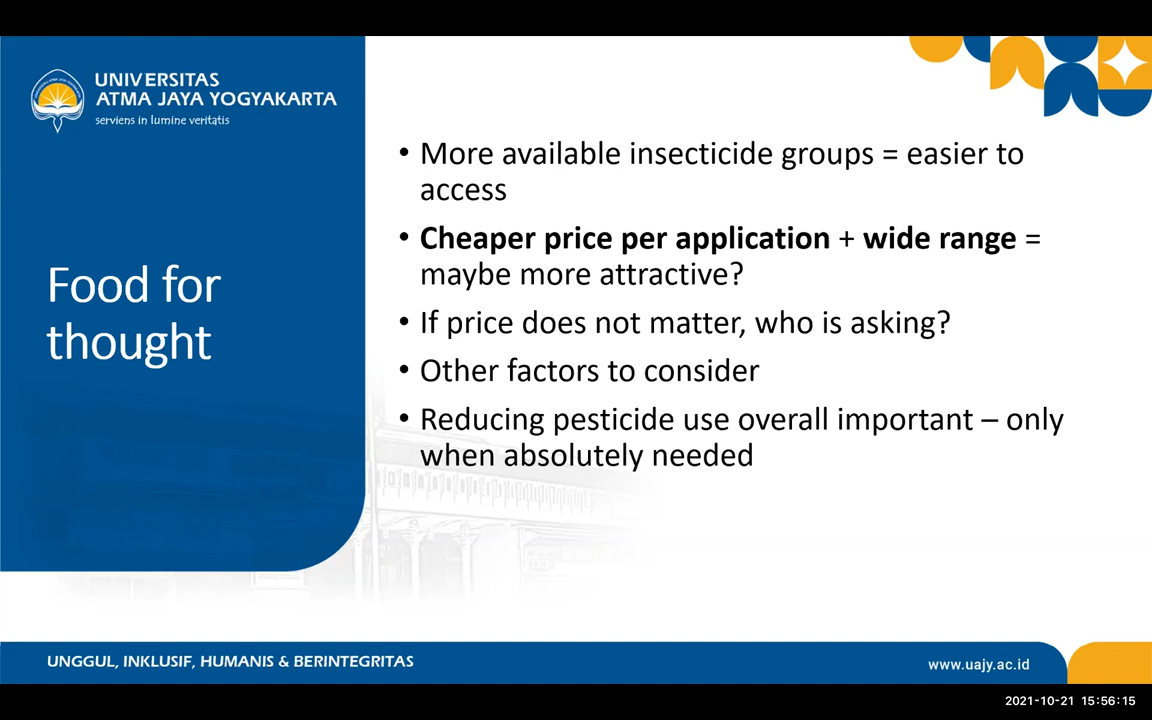 UNIVERSITAS
ATMA JAYA YOGYAKARTA
serviens in lumine veritatis
Food for
thought
• More available insecticide groups = easier to
access
• Cheaper price per application + wide range =
maybe more attractive?
• If price does not matter, who is asking?
• Other factors to consider
• Reducing pesticide use overall important – only
when absolutely needed
UNGGUL, INKLUSIF, HUMANIS & BERINTEGRITAS
www.uajy.ac.id
2021-10-21 15:56:15